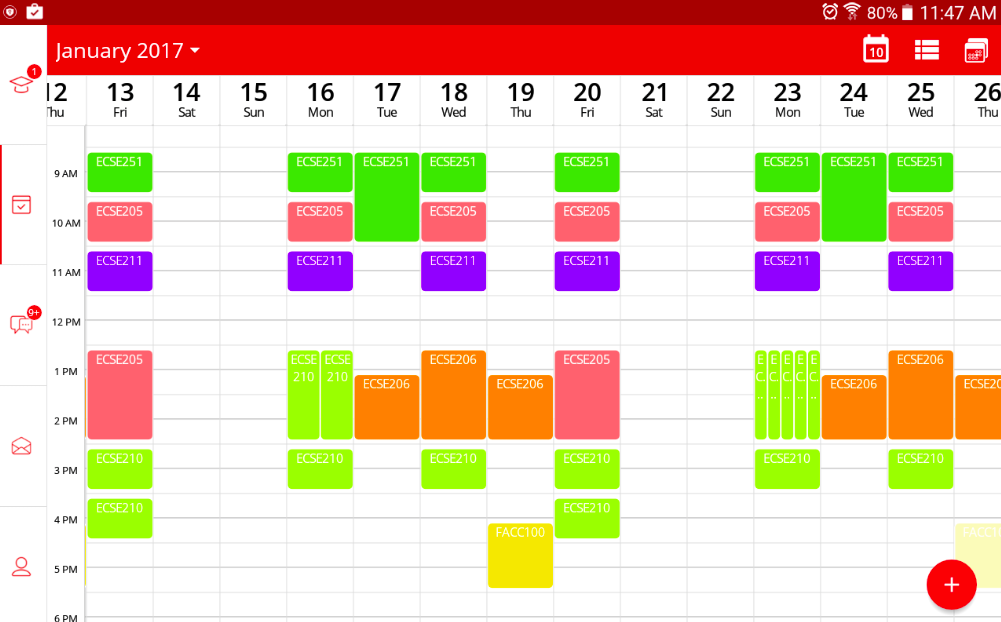 80% 11:47 AM
January 2017
10
1
12 13 14 15 16 17 18 19 20 21 22 23 24 25 26
Thu Fri Sat Sun Mon Tue Wed Thu Fri Sat Sun Mon Tue Wed Thu
ECSE251 ECSE251 ECSE251 ECSE251 ECSE251 ECSE251 ECSE251 ECSE251
9 AM
ECSE205 ECSE205 ECSE205 ECSE205 ECSE205 ECSE205
10 AM
ECSE211 ECSE211 ECSE211 ECSE211 ECSE211 ECSE211
11 AM
9+
12 PM
ECSE205 ECSE ECSE ECSE206 ECSE205 E E E E E ECSE206
1 PM 210 210 C. C. C. C. C.
ECSE206 ECSE206 ECSE206 ECSE20
.. .. .. .. ..
2 PM
ECSE210 ECSE210 ECSE210 ECSE210 ECSE210 ECSE210
3 PM
ECSE210 ECSE210
4 PM
FACC100 FACC10
5 PM
6 PM